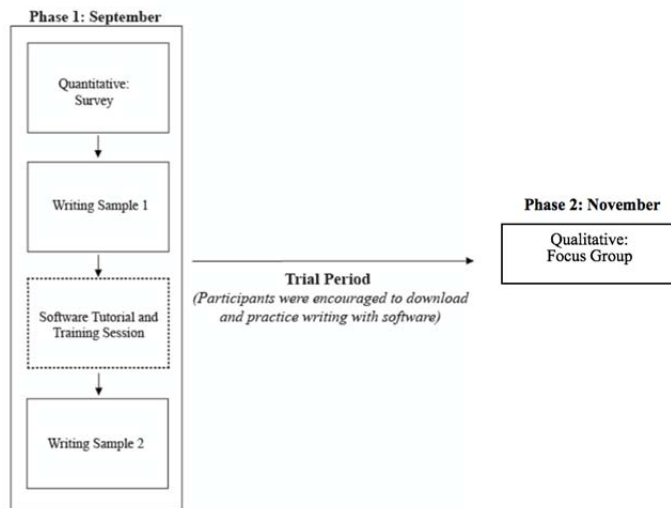 Phase 1: September
Quantitative:
Survey
Writing Sample 1
Software Tutorial and
Training Session
Writing Sample 2
Trial Period
(Participants were encouraged to download
and practice writing with software)
Phase 2: November
Qualitative:
Focus Group